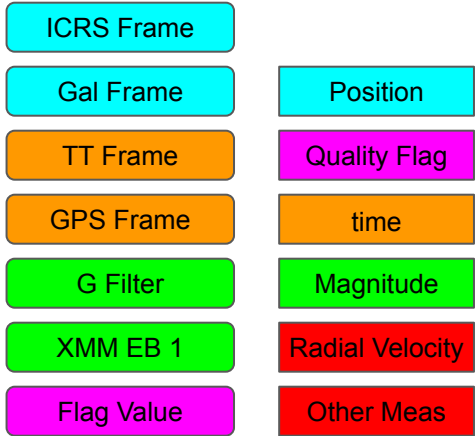 ICRS Frame
Gal Frame
Position
TT Frame
Quality Flag
GPS Frame
time
G Filter
Magnitude
XMM EB 1
Radial Velocity
Flag Value
Other Meas